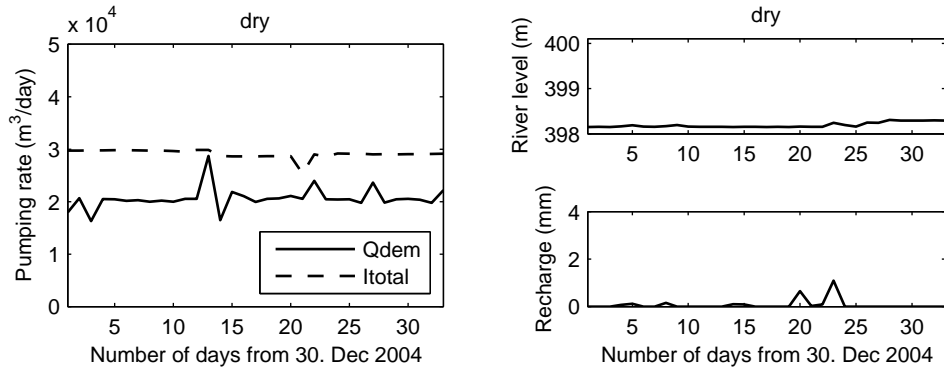 dry
x 10^4
Pumping rate (m^3/day)
5
4
3
2
1
0
5 10 15 20 25 30
Number of days from 30. Dec 2004
Qdem
Itotal
dry
River level (m)
400
399
398
5 10 15 20 25 30
Recharge (mm)
4
2
0
5 10 15 20 25 30
Number of days from 30. Dec 2004